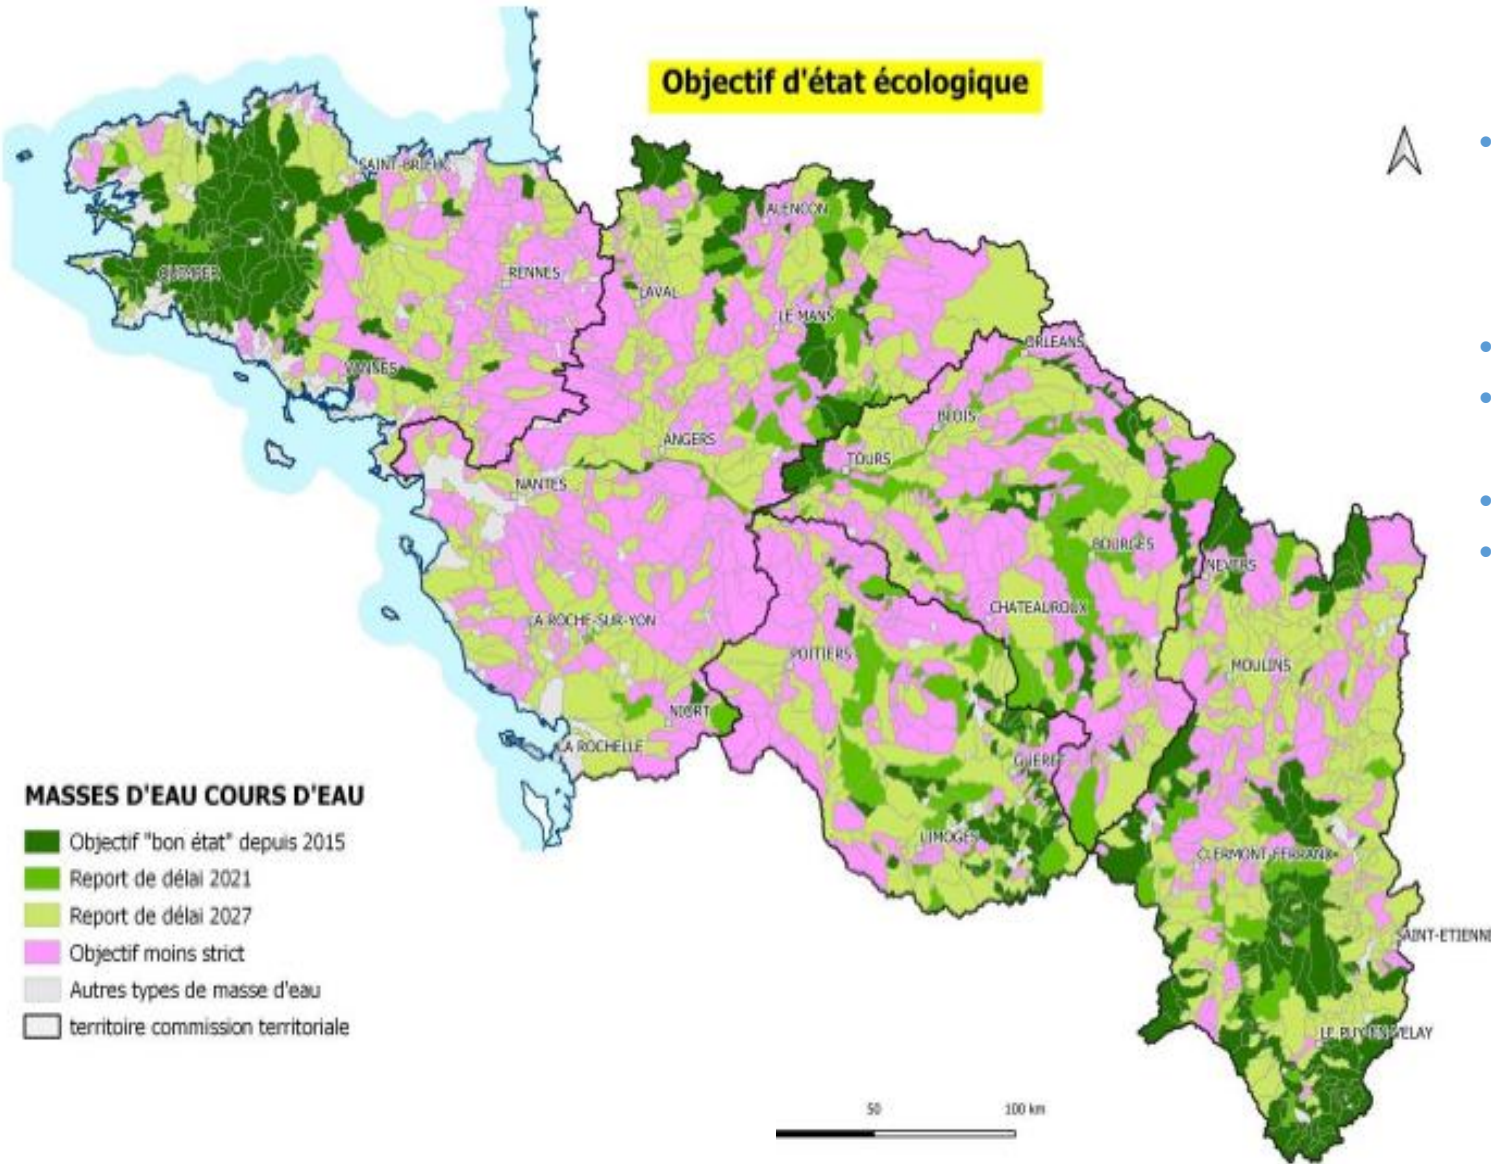 Objectif d'état écologique
SAINT-BRIEUC
ALENCON
QUIMPER
RENNES
LAVAL
LE MANS
ORLEANS
VANNES
BLOIS
ANGERS
TOURS
NANTES
BOURGES
NEVERS
CHATEAUROUX
LA ROCHE-SUR-YON
POITIERS
MOULINS
NIORT
LA ROCHELLE
GUERET
LIMOGES
CLERMONT-FERRAND
SAINT-ETIENNE
LE PUY-EN-VELAY
MASSES D'EAU COURS D'EAU
Objectif "bon état" depuis 2015
Report de délai 2021
Report de délai 2027
Objectif moins strict
Autres types de masse d'eau
territoire commission territoriale
50 100 km